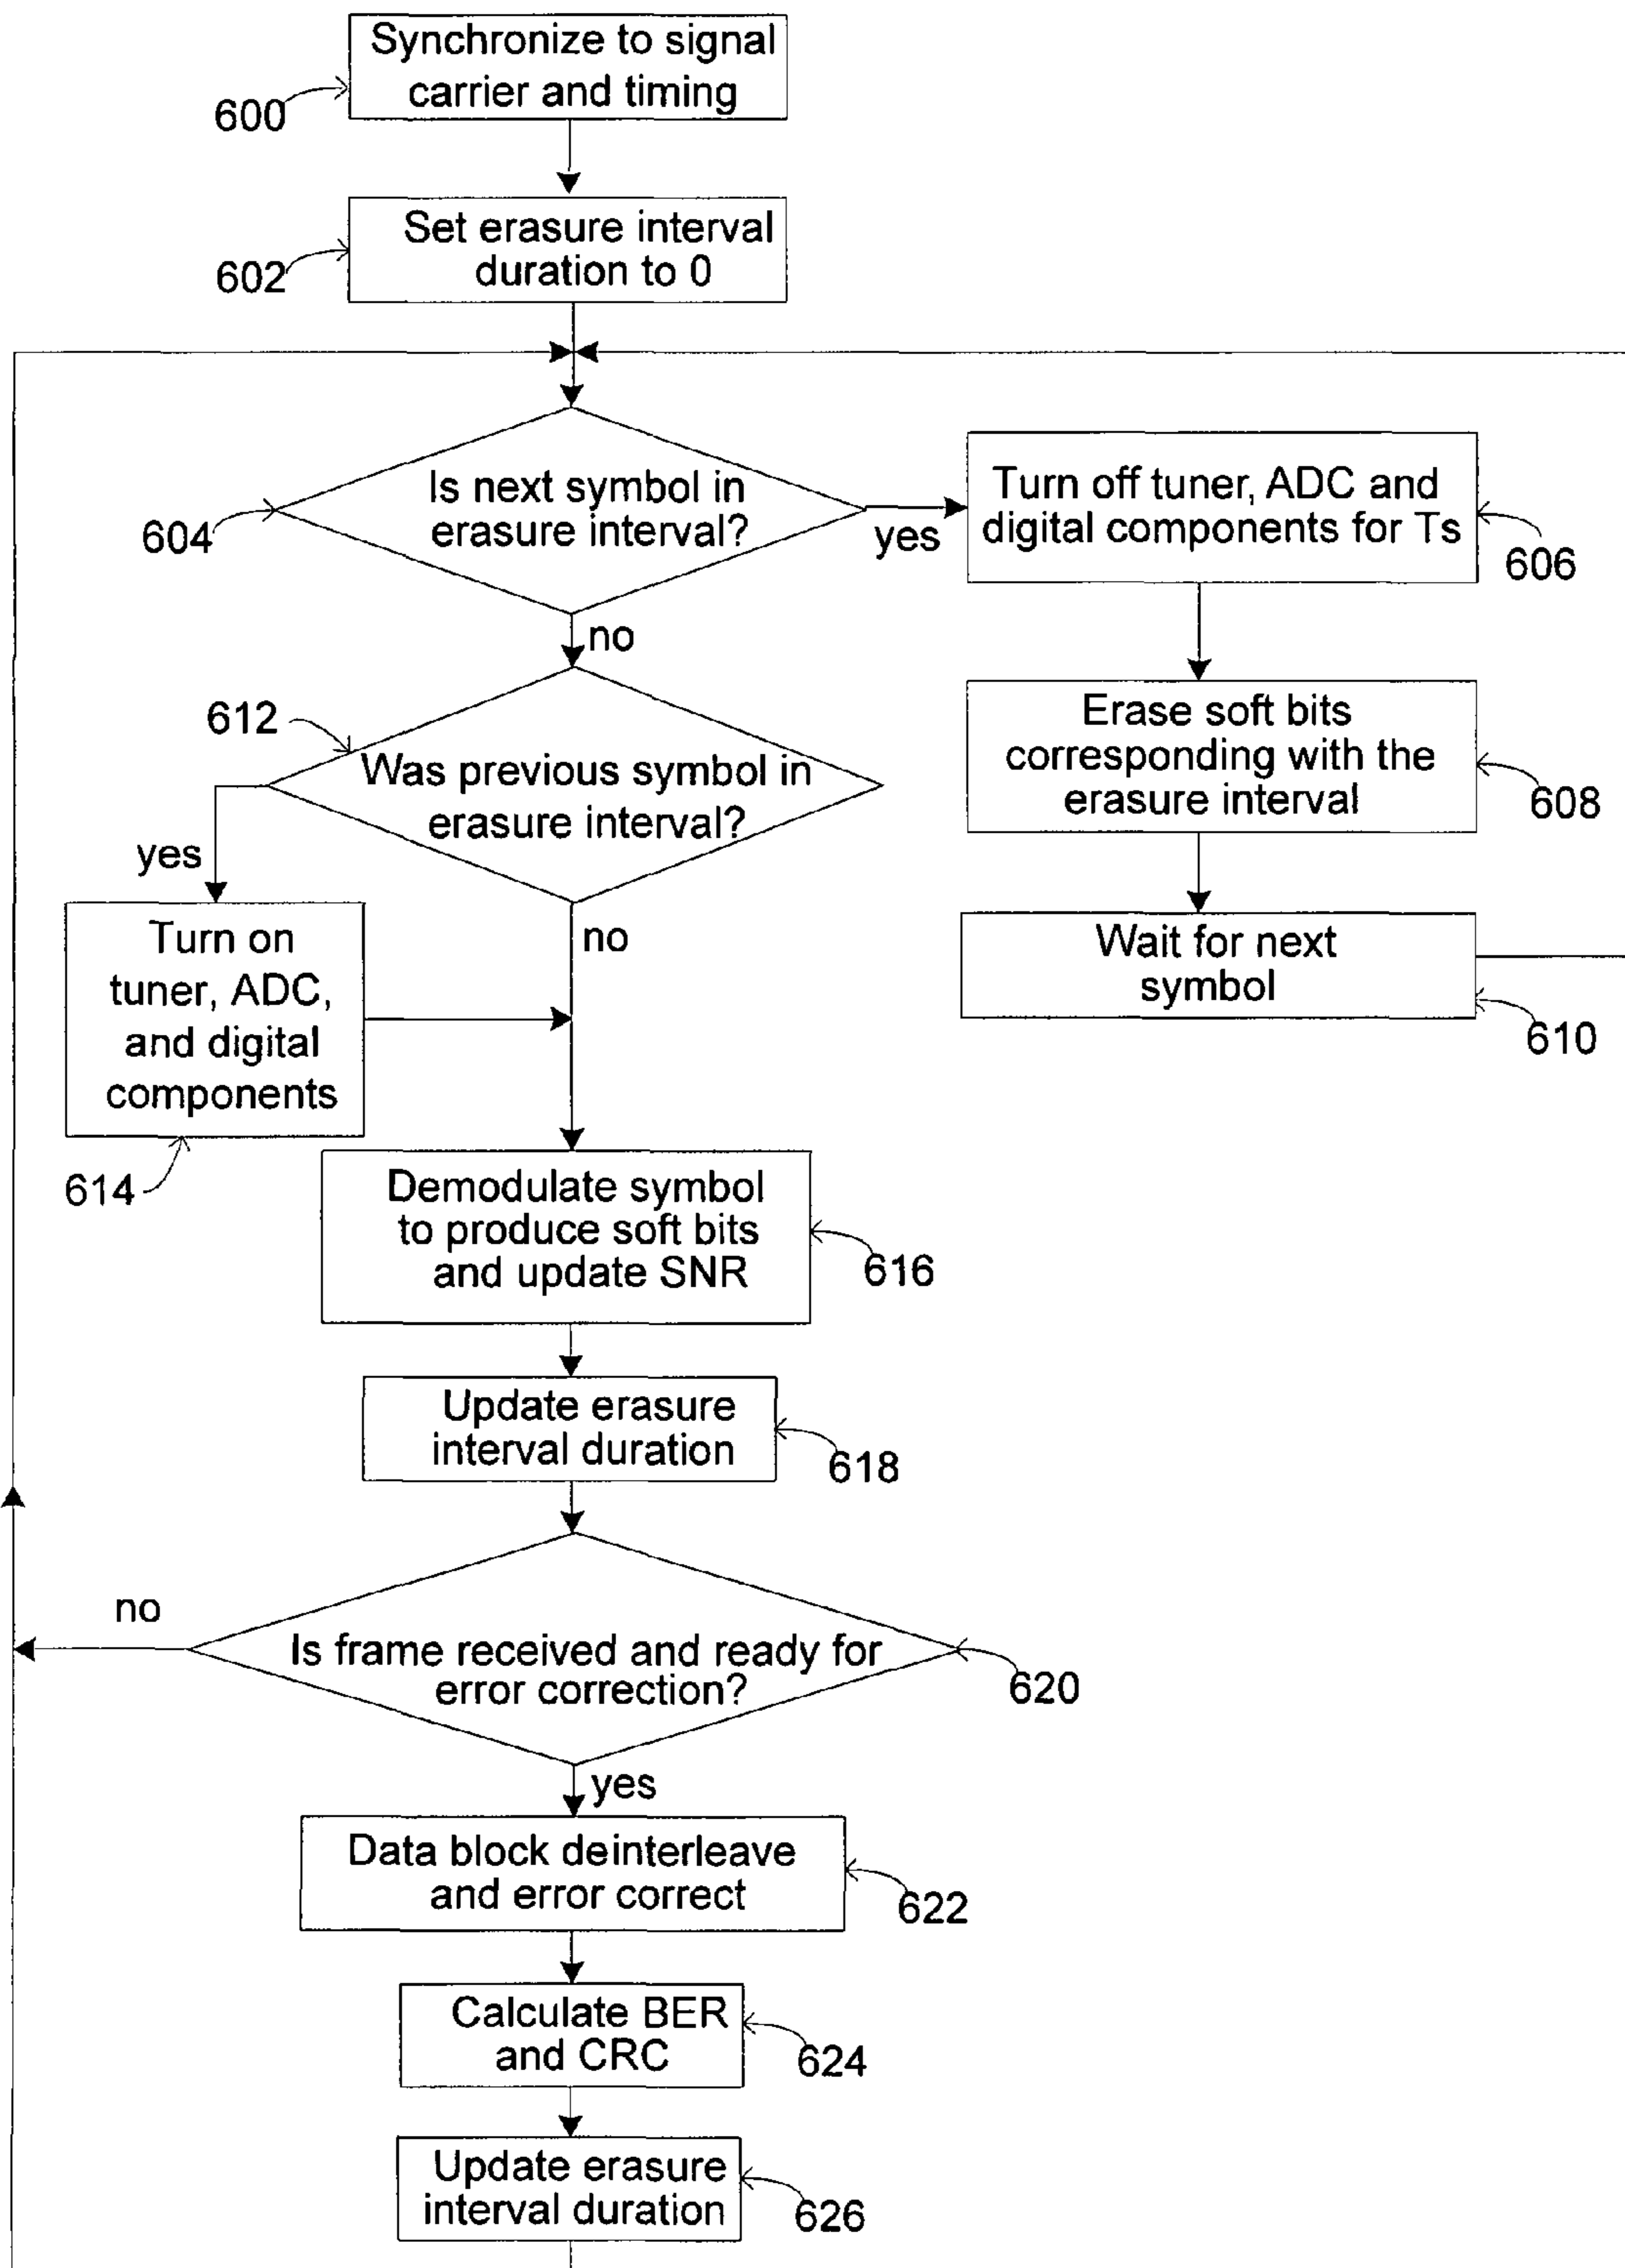 Synchronize to signal
carrier and timing
600
Set erasure interval
duration to 0
602
Is next symbol in
erasure interval?
604
yes
Turn off tuner, ADC and
digital components for Ts
606
no
612
Was previous symbol in
erasure interval?
Erase soft bits
corresponding with the
erasure interval
608
yes
no
Turn on
tuner, ADC,
and digital
components
614
Wait for next
symbol
610
Demodulate symbol
to produce soft bits
and update SNR
616
Update erasure
interval duration
618
no
Is frame received and ready for
error correction?
620
yes
Data block deinterleave
and error correct
622
Calculate BER
and CRC
624
Update erasure
interval duration
626